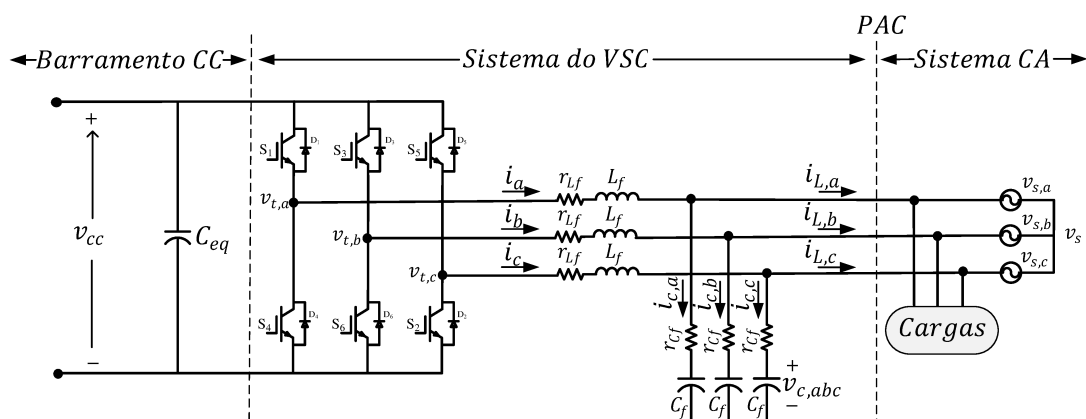 PAC
Barramento CC
Sistema do VSC
Sistema CA
+
v_cc
−
C_eq
S1 D1
S3 D3
S5 D5
v_t,a
v_t,b
v_t,c
S4 D4
S6 D6
S2 D2
i_a r_Lf L_f
i_b r_Lf L_f
i_c r_Lf L_f
i_L,a
i_L,b
i_L,c
i_c,a
i_c,b
i_c,c
r_Cf
r_Cf
r_Cf
C_f
C_f
C_f
+
v_c,abc
−
v_s,a
v_s,b
v_s,c
v_s
Cargas